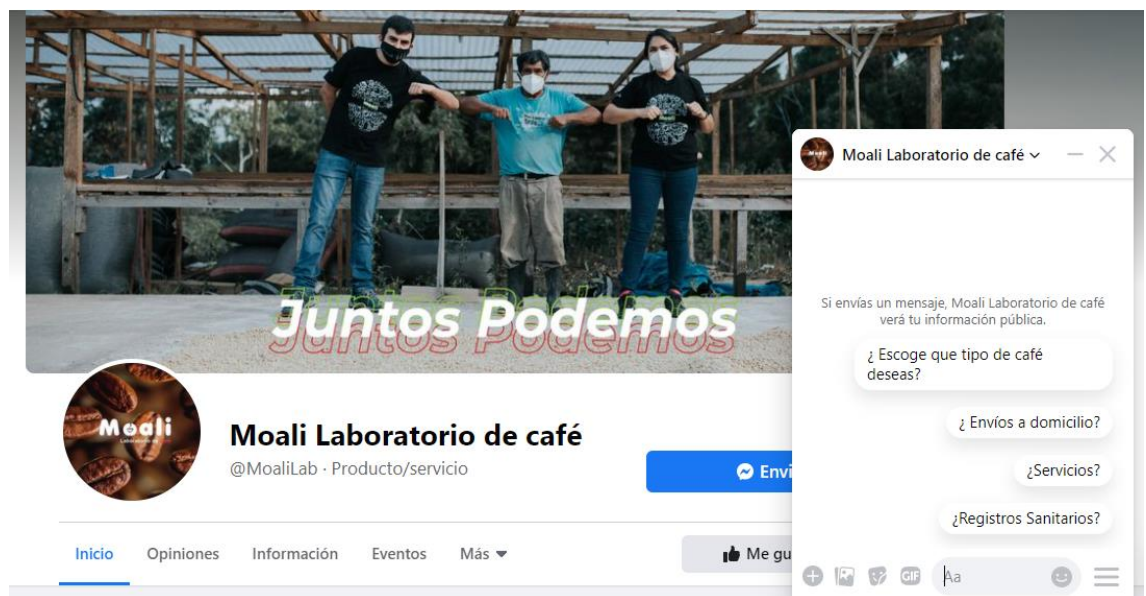 Juntos Podemos
Moali
Moali Laboratorio de café
@MoaliLab · Producto/servicio
Inicio
Opiniones
Información
Eventos
Más
Me gu
Moali Laboratorio de café
Si envías un mensaje, Moali Laboratorio de café
verá tu información pública.
¿ Escoge que tipo de café
deseas?
¿ Envíos a domicilio?
¿Servicios?
¿Registros Sanitarios?
GIF
Aa